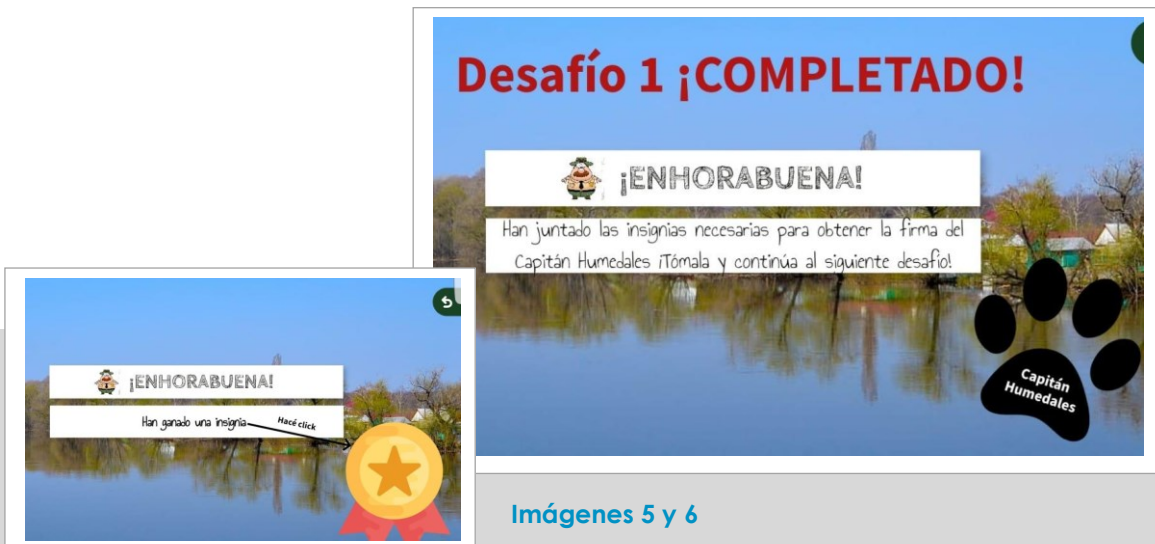 Desafío 1 ¡COMPLETADO!
¡ENHORABUENA!
Han juntado las insignias necesarias para obtener la firma del
Capitán Humedales ¡Tómala y continúa al siguiente desafío!
Capitán
Humedales
¡ENHORABUENA!
Han ganado una insignia
Hacé click
Imágenes 5 y 6